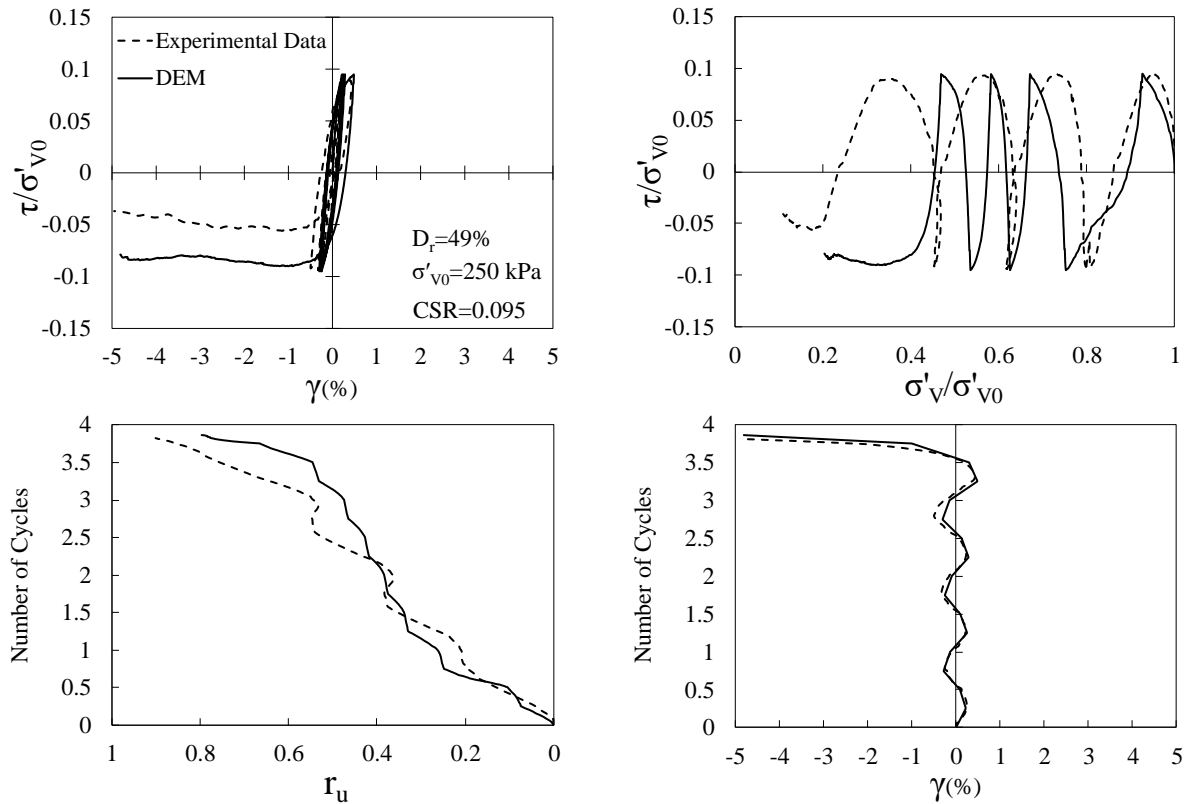 0.15
0.1
0.05
0
-0.05
-0.1
-0.15
τ/σ'V0
Experimental Data
DEM
Dr=49%
σ'V0=250 kPa
CSR=0.095
-5 -4 -3 -2 -1 0 1 2 3 4 5
γ(%)
0.15
0.1
0.05
0
-0.05
-0.1
-0.15
τ/σ'V0
0 0.2 0.4 0.6 0.8 1
σ'V/σ'V0
4
3.5
3
2.5
2
1.5
1
0.5
0
Number of Cycles
1 0.8 0.6 0.4 0.2 0
ru
4
3.5
3
2.5
2
1.5
1
0.5
0
Number of Cycles
-5 -4 -3 -2 -1 0 1 2 3 4 5
γ(%)